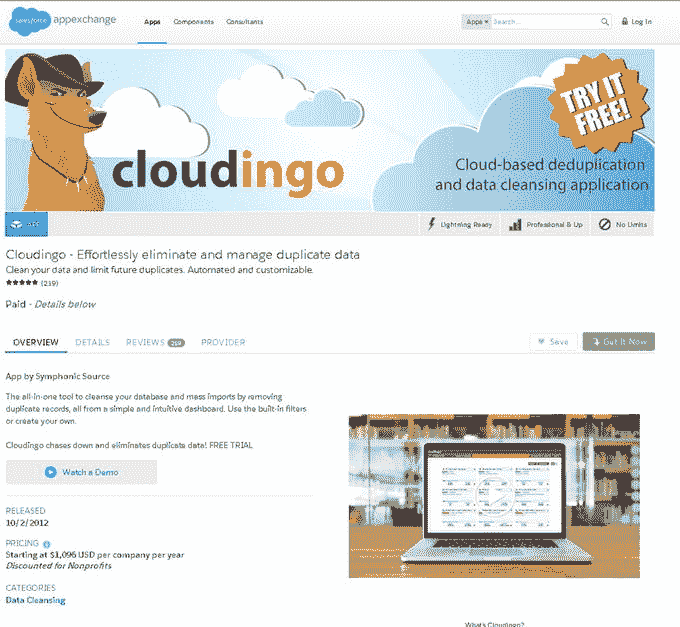 salesforce appexchange
Apps Components Consultants
Apps Search... Log In
TRY IT
FREE!
cloudingo
Cloud-based deduplication
and data cleansing application
APP
Lightning Ready Professional & Up No Limits
Cloudingo - Effortlessly eliminate and manage duplicate data
Clean your data and limit future duplicates. Automated and customizable.
Paid - Details below
OVERVIEW DETAILS REVIEWS PROVIDER
Save Get It Now
App by Symphonic Source
The all-in-one tool to cleanse your database and mass imports by removing
duplicate records, all from a simple and intuitive dashboard. Use the built-in filters
or create your own.
Cloudingo chases down and eliminates duplicate data! FREE TRIAL
Watch a Demo
RELEASED
10/2/2012
PRICING
Starting at $1,096 USD per company per year
Discounted for Nonprofits
CATEGORIES
Data Cleansing
What's Cloudingo?